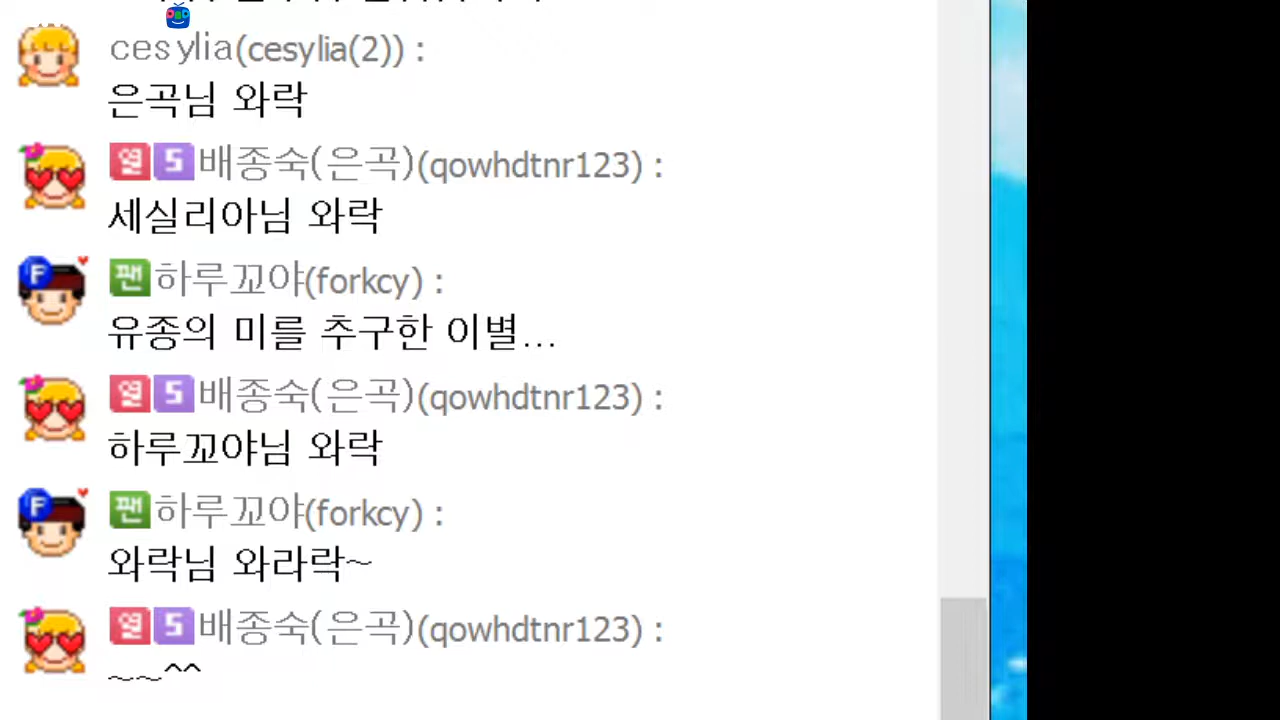 cesylia(cesylia(2)) :
은곡님 와락
열 5 배종숙(은곡)(qowhdtnr123) :
세실리아님 와락
팬 하루꼬야(forkcy) :
유종의 미를 추구한 이별...
열 5 배종숙(은곡)(qowhdtnr123) :
하루꼬야님 와락
팬 하루꼬야(forkcy) :
와락님 와라락~
열 5 배종숙(은곡)(qowhdtnr123) :
~~^^